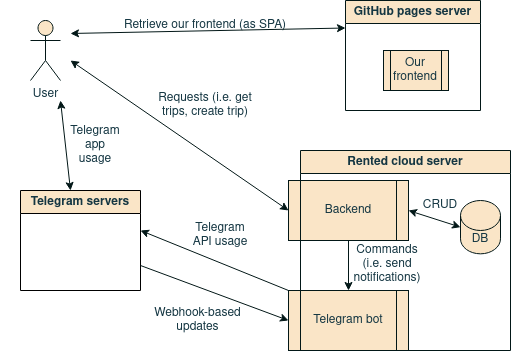 GitHub pages server
Retrieve our frontend (as SPA)
Our
frontend
User
Requests (i.e. get
trips, create trip)
Telegram
app
usage
Rented cloud server
Telegram servers
Backend
CRUD
DB
Telegram
API usage
Commands
(i.e. send
notifications)
Webhook-based
updates
Telegram bot